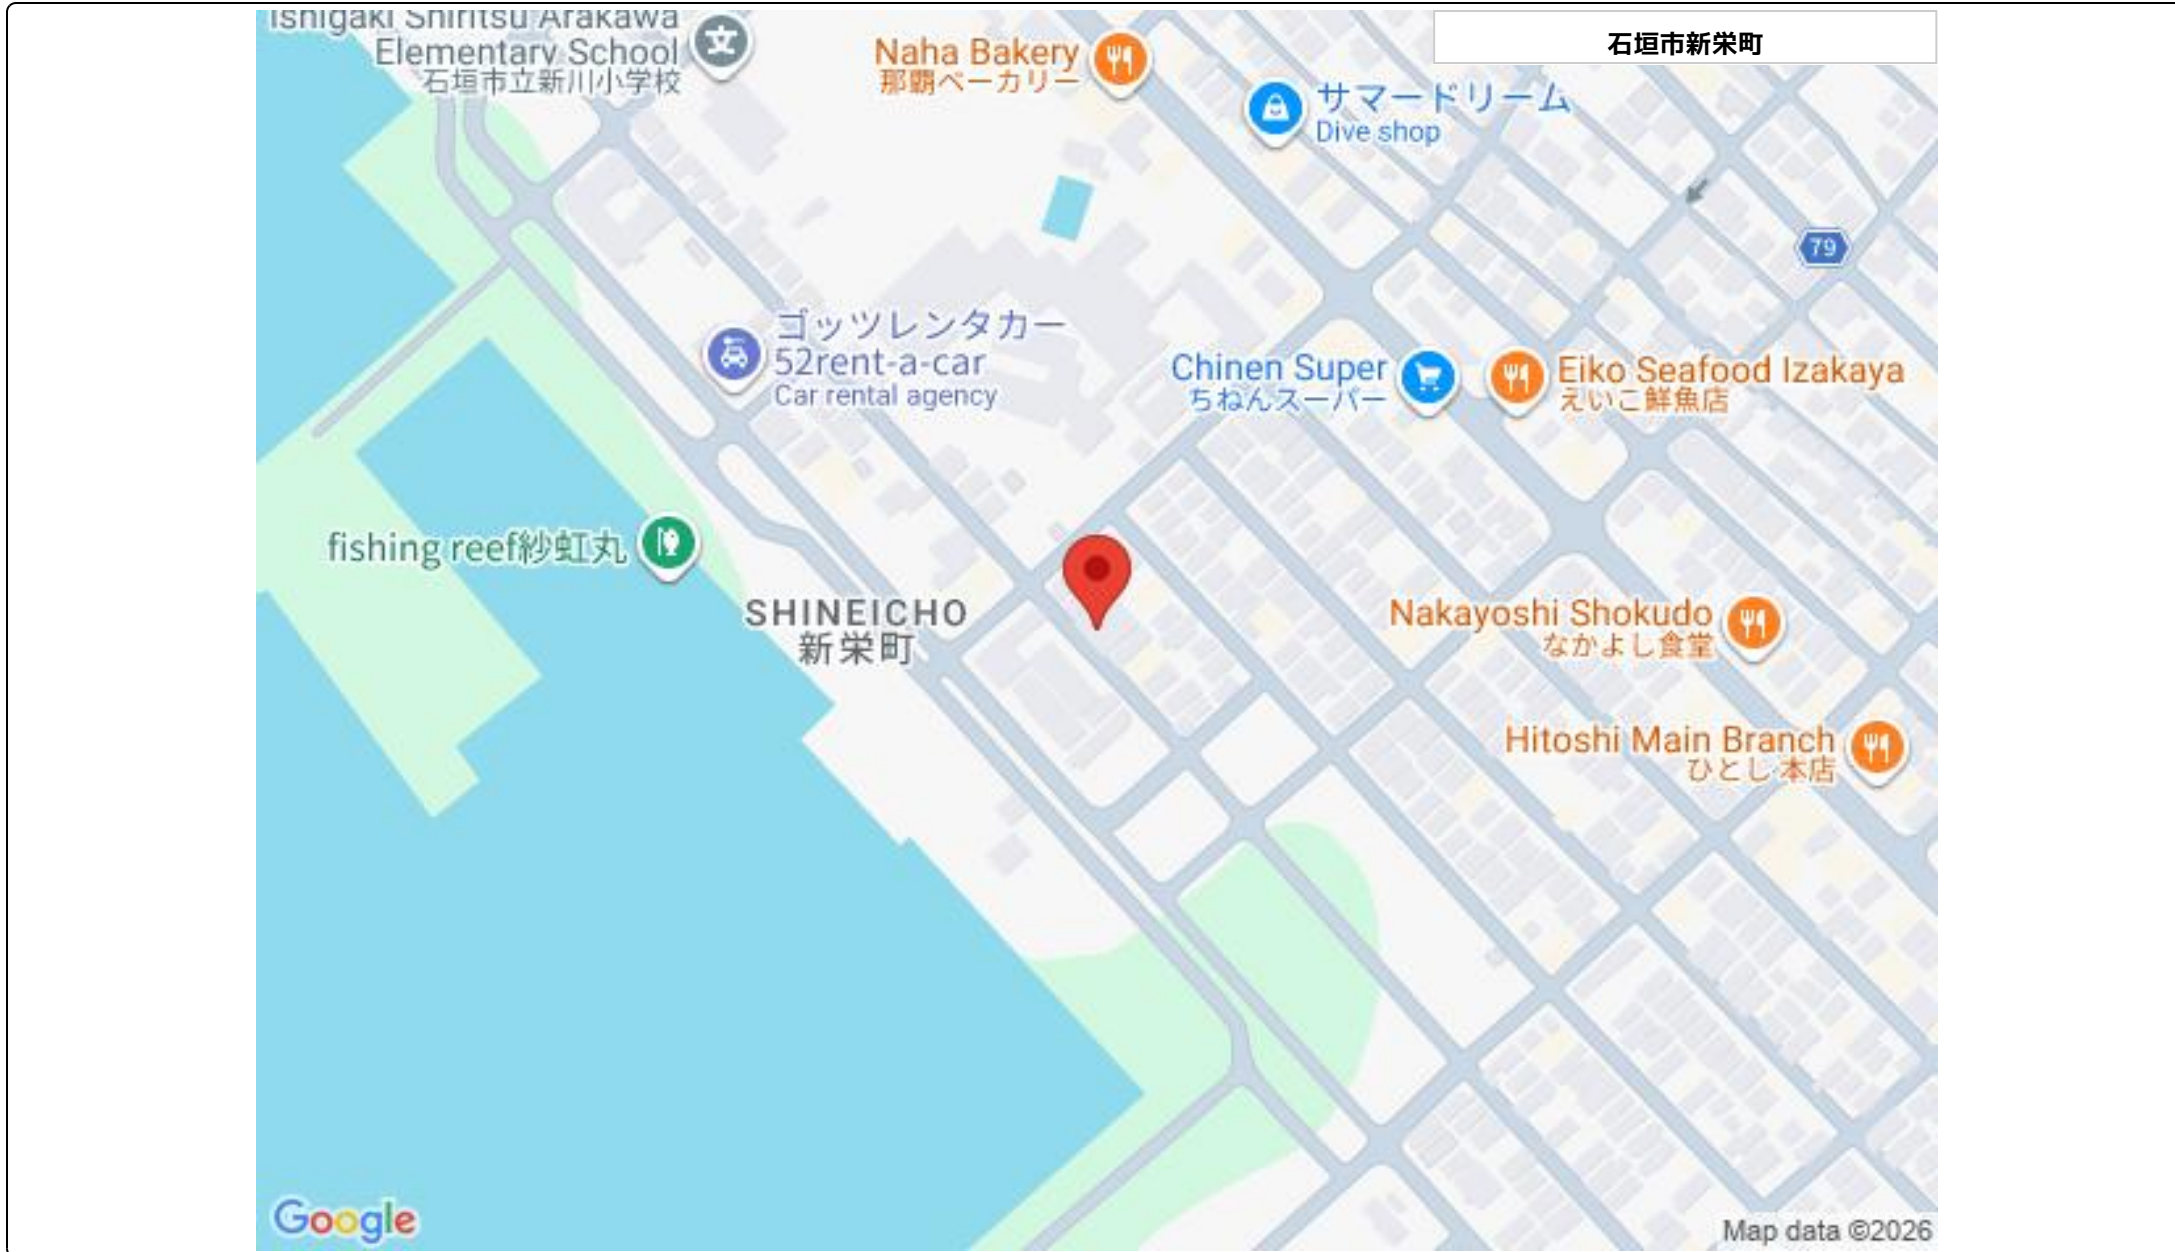 Ishigaki Shiritsu Arakawa
Elementary School
石垣市立新川小学校
Naha Bakery
那覇ベーカリー
石垣市新栄町
サマードリーム
Dive shop
79
ゴッツレンタカー
52rent-a-car
Car rental agency
Chinen Super
ちねんスーパー
Eiko Seafood Izakaya
えいこ鮮魚店
fishing reef紗虹丸
SHINEICHO
新栄町
Nakayoshi Shokudo
なかよし食堂
Hitoshi Main Branch
ひとし 本店
Google
Map data ©2026